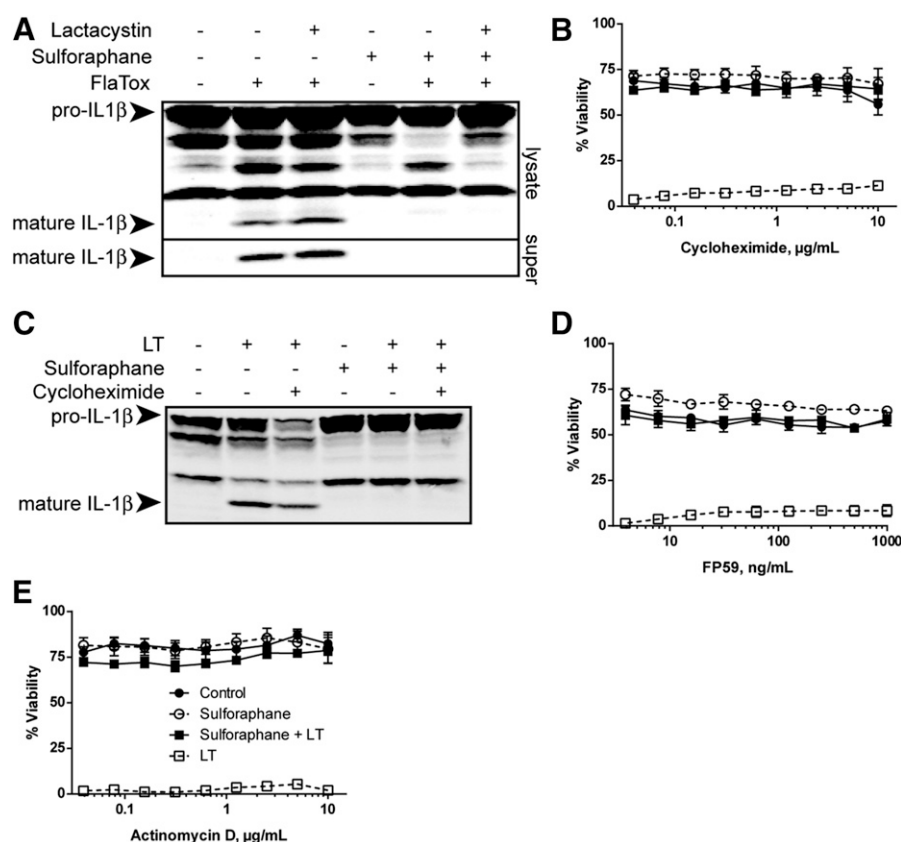 A
Lactacystin - - + - - +
Sulforaphane - - - + + +
FlaTox - + + - + +
pro-IL1β
mature IL-1β
mature IL-1β
lysate
super
B
% Viability
100
75
50
25
0
0.1 1 10
Cycloheximide, µg/mL
C
LT - + + - + +
Sulforaphane - - - + + +
Cycloheximide - - + - - +
pro-IL-1β
mature IL-1β
D
% Viability
100
75
50
25
0
10 100 1000
FP59, ng/mL
E
% Viability
100
75
50
25
0
Control
Sulforaphane
Sulforaphane + LT
LT
0.1 1 10
Actinomycin D, µg/mL